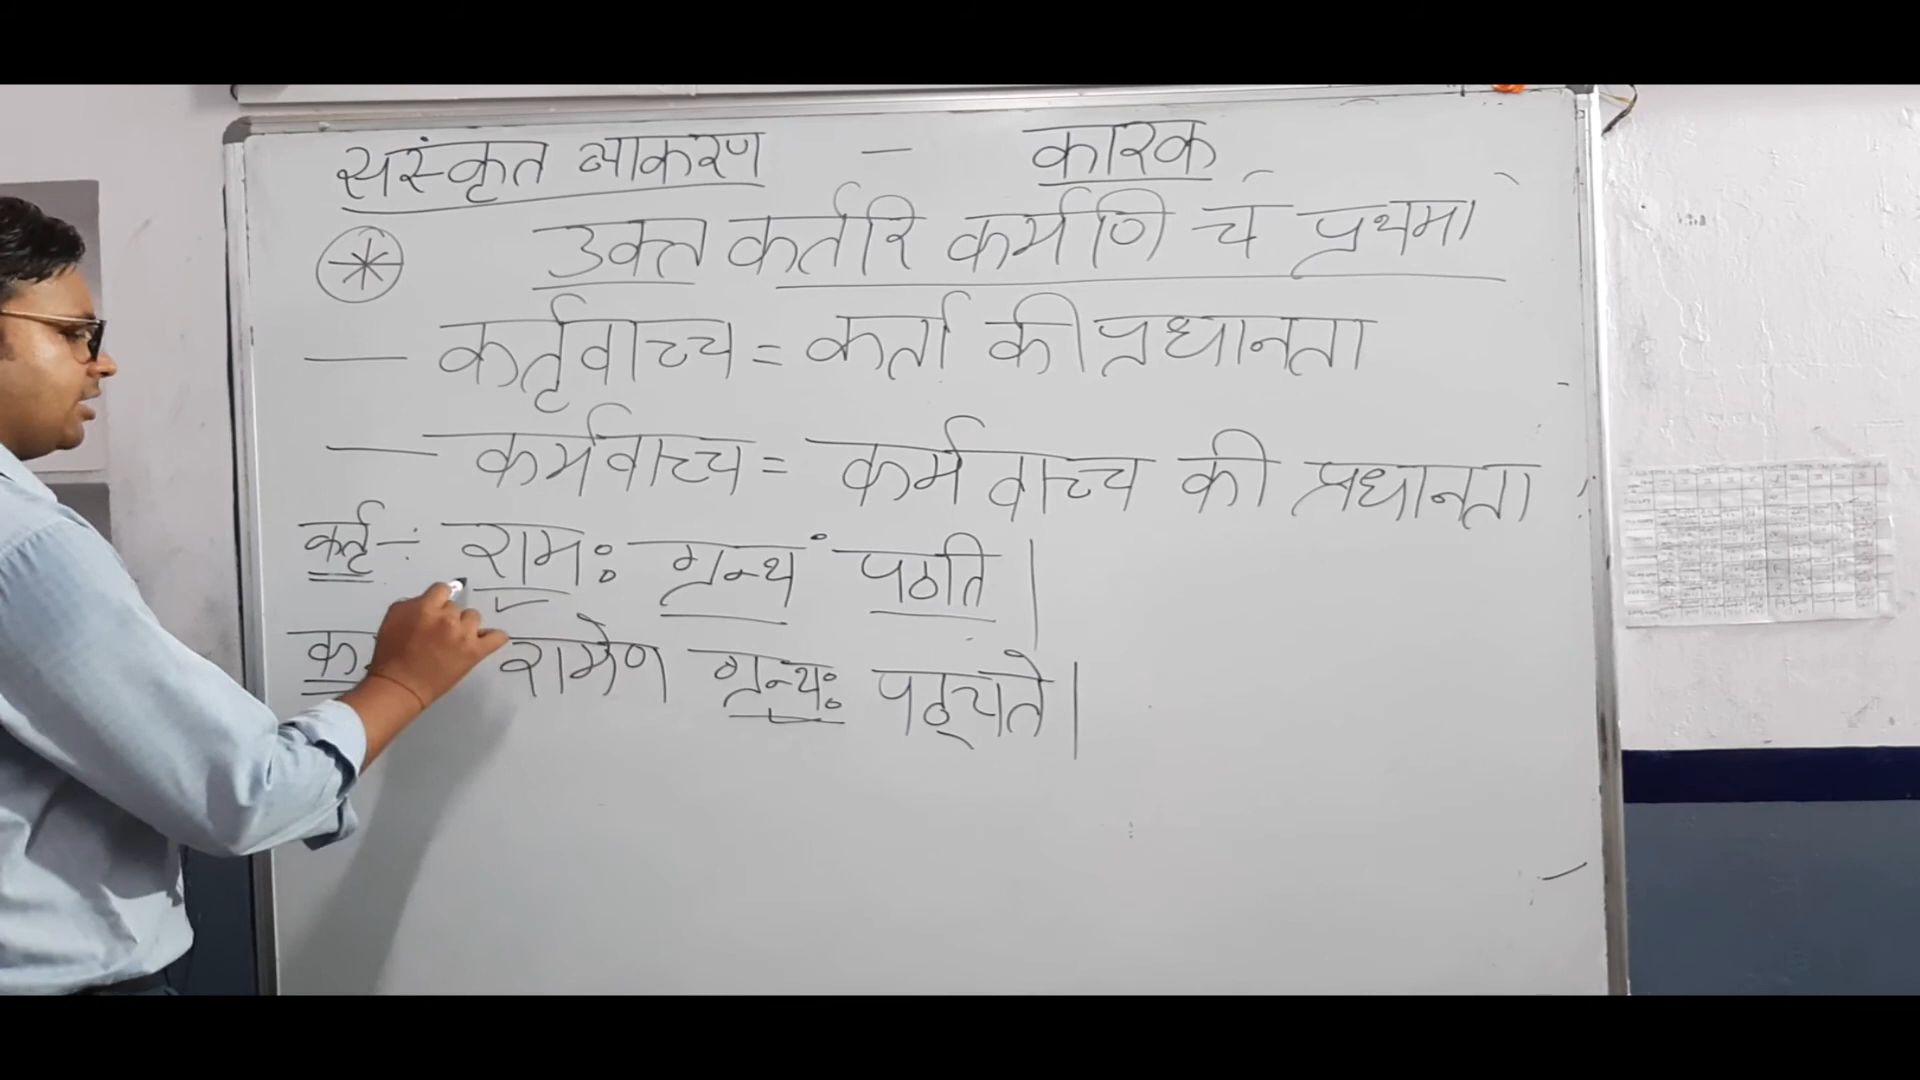 संस्कृत व्याकरण - कारक
उक्त कर्तरि कर्मणि च प्रथमा
— कर्तृवाच्य = कर्ता की प्रधानता
— कर्मवाच्य = कर्म वाच्य की प्रधानता
कर्तृ - : रामः ग्रन्थं पठति |
रामेण ग्रन्थः पठ्यते |